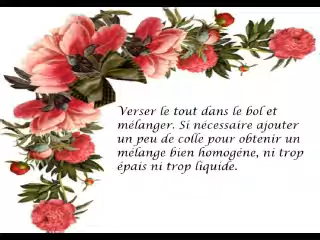 Verser le tout dans le bol et
mélanger. Si nécessaire ajouter
un peu de colle pour obtenir un
mélange bien homogéne, ni trop
épais ni trop liquide.